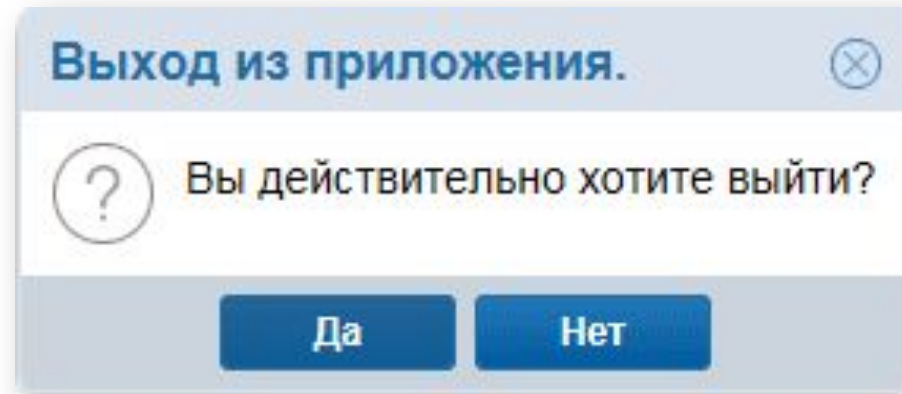 Выход из приложения.
Вы действительно хотите выйти?
Да
Нет